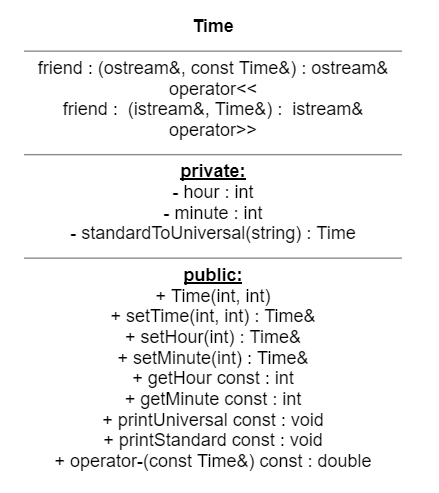 Time
friend : (ostream&, const Time&) : ostream&
operator<<
friend :  (istream&, Time&) :  istream&
operator>>
private:
- hour : int
- minute : int
- standardToUniversal(string) : Time
public:
+ Time(int, int)
+ setTime(int, int) : Time&
+ setHour(int) : Time&
+ setMinute(int) : Time&
+ getHour const : int
+ getMinute const : int
+ printUniversal const : void
+ printStandard const : void
+ operator-(const Time&) const : double